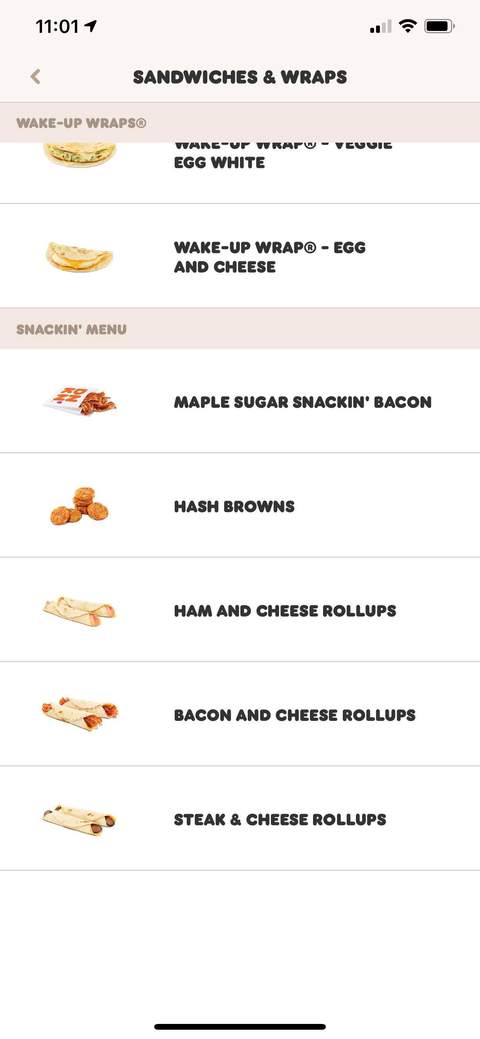 11:01
SANDWICHES & WRAPS
WAKE-UP WRAPS®
WAKE-UP WRAP® - VEGGIE
EGG WHITE
WAKE-UP WRAP® - EGG
AND CHEESE
SNACKIN' MENU
MAPLE SUGAR SNACKIN' BACON
HASH BROWNS
HAM AND CHEESE ROLLUPS
BACON AND CHEESE ROLLUPS
STEAK & CHEESE ROLLUPS